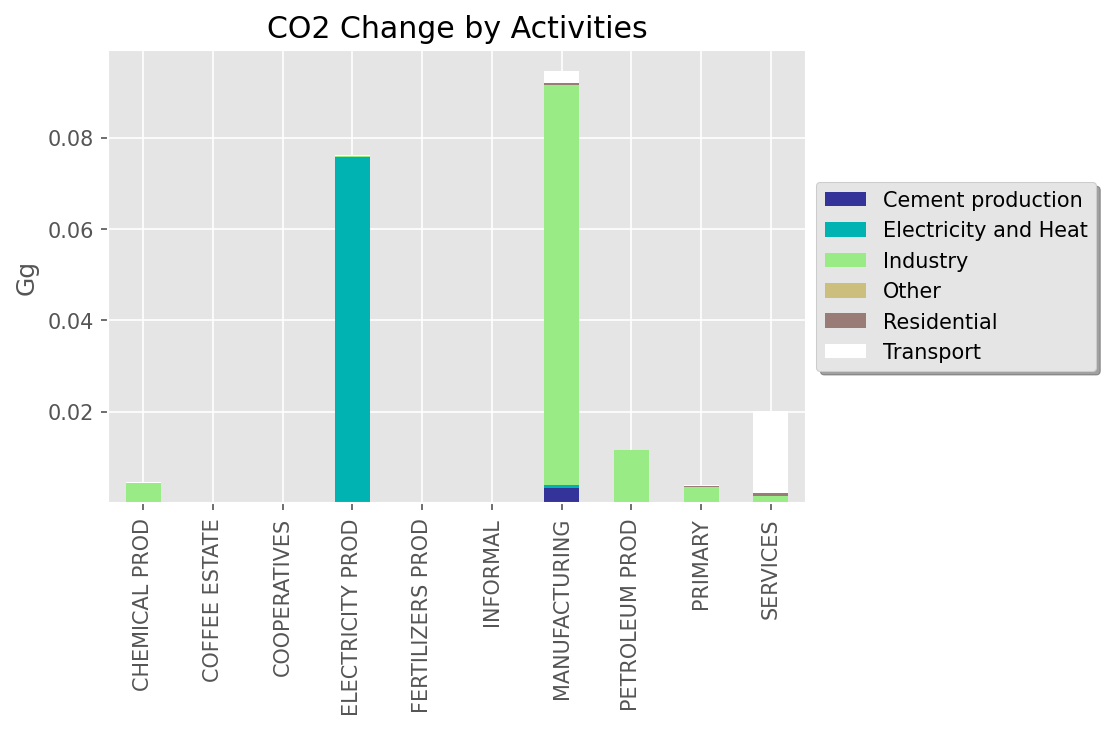 CO2 Change by Activities
Gg
0.08
0.06
0.04
0.02
CHEMICAL PROD
COFFEE ESTATE
COOPERATIVES
ELECTRICITY PROD
FERTILIZERS PROD
INFORMAL
MANUFACTURING
PETROLEUM PROD
PRIMARY
SERVICES
Cement production
Electricity and Heat
Industry
Other
Residential
Transport